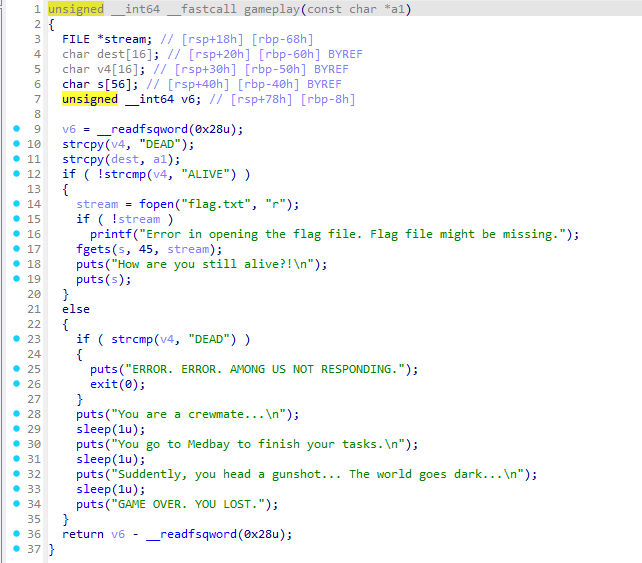 1 unsigned __int64 __fastcall gameplay(const char *a1)
2 {
3 FILE *stream; // [rsp+18h] [rbp-68h]
4 char dest[16]; // [rsp+20h] [rbp-60h] BYREF
5 char v4[16]; // [rsp+30h] [rbp-50h] BYREF
6 char s[56]; // [rsp+40h] [rbp-40h] BYREF
7 unsigned __int64 v6; // [rsp+78h] [rbp-8h]
8
9 v6 = __readfsqword(0x28u);
10 strcpy(v4, "DEAD");
11 strcpy(dest, a1);
12 if ( !strcmp(v4, "ALIVE") )
13 {
14 stream = fopen("flag.txt", "r");
15 if ( !stream )
16 printf("Error in opening the flag file. Flag file might be missing.");
17 fgets(s, 45, stream);
18 puts("How are you still alive?!\n");
19 puts(s);
20 }
21 else
22 {
23 if ( strcmp(v4, "DEAD") )
24 {
25 puts("ERROR. ERROR. AMONG US NOT RESPONDING.");
26 exit(0);
27 }
28 puts("You are a crewmate...\n");
29 sleep(1u);
30 puts("You go to Medbay to finish your tasks.\n");
31 sleep(1u);
32 puts("Suddently, you head a gunshot... The world goes dark...\n");
33 sleep(1u);
34 puts("GAME OVER. YOU LOST.");
35 }
36 return v6 - __readfsqword(0x28u);
37 }